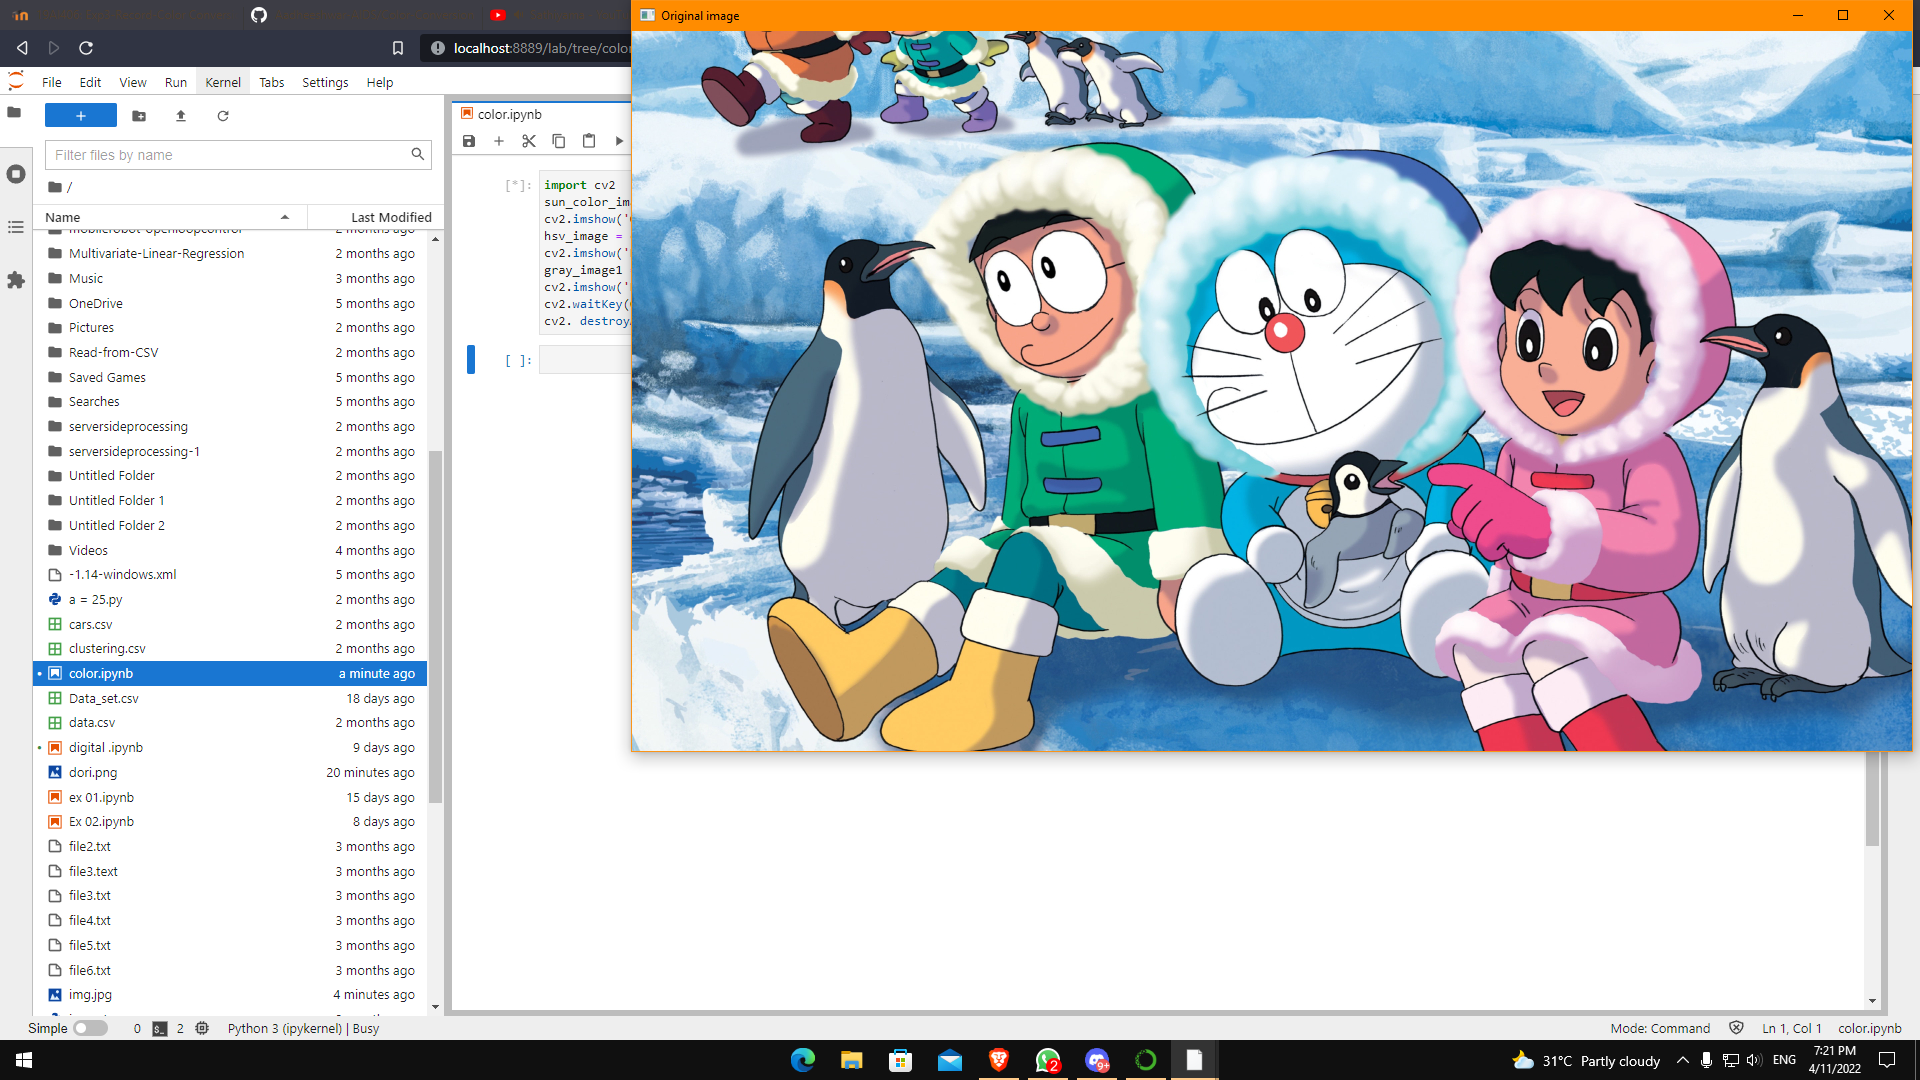 Original image
localhost:8889/lab/tree/color
File Edit View Run Kernel Tabs Settings Help
color.ipynb
Filter files by name
/
Name Last Modified
mobilerobot-openloopcontrol 2 months ago
Multivariate-Linear-Regression 2 months ago
Music 3 months ago
OneDrive 5 months ago
Pictures 2 months ago
Read-from-CSV 2 months ago
Saved Games 5 months ago
Searches 5 months ago
serversideprocessing 2 months ago
serversideprocessing-1 2 months ago
Untitled Folder 2 months ago
Untitled Folder 1 2 months ago
Untitled Folder 2 2 months ago
Videos 4 months ago
-1.14-windows.xml 5 months ago
a = 25.py 2 months ago
cars.csv 2 months ago
clustering.csv 2 months ago
color.ipynb a minute ago
Data_set.csv 18 days ago
data.csv 2 months ago
digital .ipynb 9 days ago
dori.png 20 minutes ago
ex 01.ipynb 15 days ago
Ex 02.ipynb 8 days ago
file2.txt 3 months ago
file3.text 3 months ago
file3.txt 3 months ago
file4.txt 3 months ago
file5.txt 3 months ago
file6.txt 3 months ago
img.jpg 4 minutes ago
[*]: import cv2
sun_color_im
cv2.imshow('
hsv_image =
cv2.imshow('
gray_image1
cv2.imshow('
cv2.waitKey(
cv2. destroy
[ ]:
Simple 0 2 Python 3 (ipykernel) | Busy
Mode: Command Ln 1, Col 1 color.ipynb
2 9+
31°C Partly cloudy ENG 7:21 PM
4/11/2022